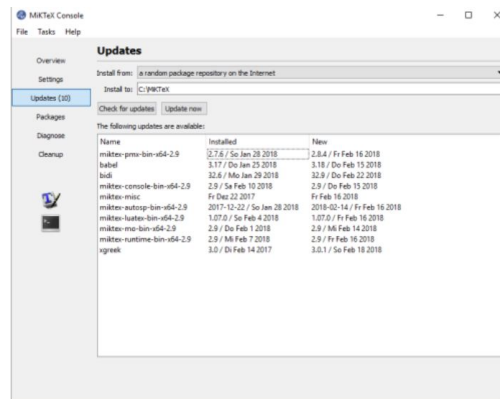 MiKTeX Console
File Tasks Help
Overview
Settings
Updates (10)
Packages
Diagnose
Cleanup
Updates
Install from: a random package repository on the Internet
Install to: C:\MiKTeX
Check for updates Update now
The following updates are available:
Name Installed New
miktex-pmx-bin-x64-2.9 2.7.6 / So Jan 28 2018 2.8.4 / Fr Feb 16 2018
babel 3.17 / Do Jan 25 2018 3.18 / Do Feb 15 2018
bidi 32.6 / Mo Jan 29 2018 32.9 / Do Feb 22 2018
miktex-console-bin-x64-2.9 2.9 / Sa Feb 10 2018 2.9 / Do Feb 15 2018
miktex-misc Fr Dez 22 2017 Fr Feb 16 2018
miktex-autosp-bin-x64-2.9 2017-12-22 / So Jan 28 2018 2018-02-14 / Fr Feb 16 2018
miktex-luatex-bin-x64-2.9 1.07.0 / So Feb 4 2018 1.07.0 / Fr Feb 16 2018
miktex-mo-bin-x64-2.9 2.9 / Do Feb 1 2018 2.9 / Mi Feb 14 2018
miktex-runtime-bin-x64-2.9 2.9 / Mi Feb 7 2018 2.9 / Fr Feb 16 2018
xgreek 3.0 / Di Feb 14 2017 3.0.1 / So Feb 18 2018